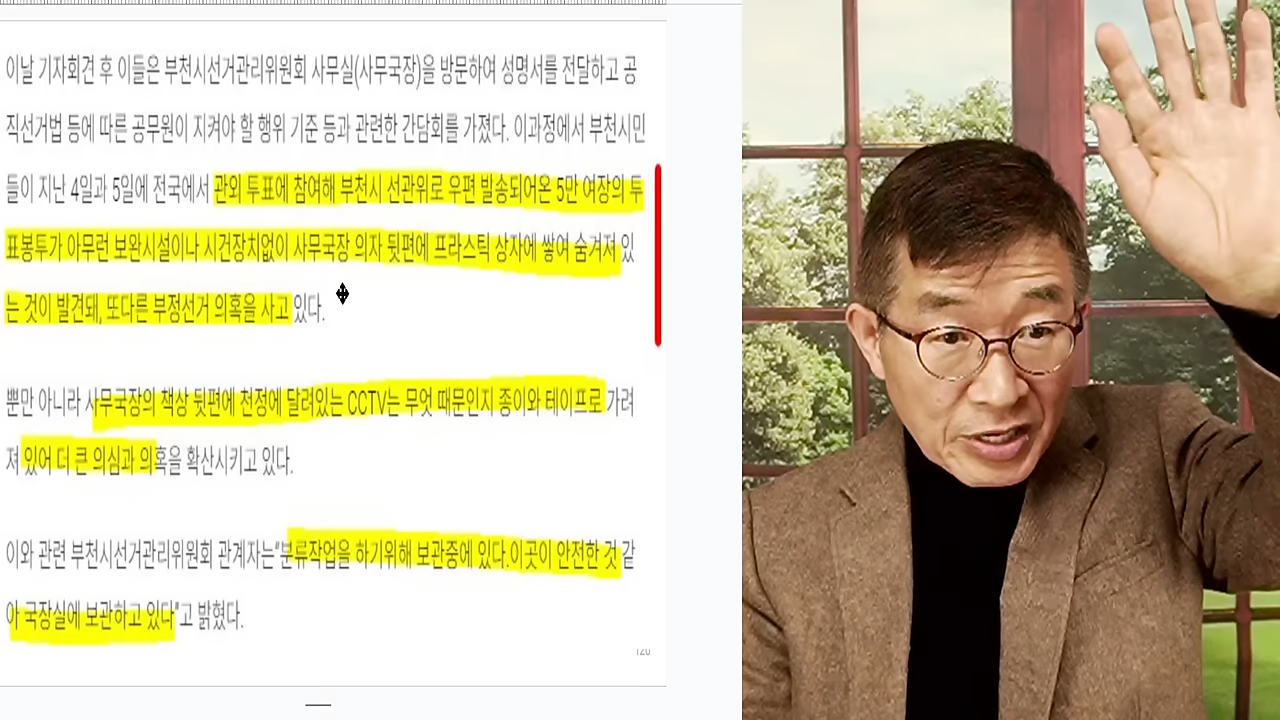 이날 기자회견 후 이들은 부천시선거관리위원회 사무실(사무국장)을 방문하여 성명서를 전달하고 공
직선거법 등에 따른 공무원이 지켜야 할 행위 기준 등과 관련한 간담회를 가졌다. 이과정에서 부천시민
들이 지난 4일과 5일에 전국에서 관외 투표에 참여해 부천시 선관위로 우편 발송되어온 5만 여장의 투
표봉투가 아무런 보완시설이나 시건장치없이 사무국장 의자 뒷편에 프라스틱 상자에 쌓여 숨겨져 있
는 것이 발견돼, 또다른 부정선거 의혹을 사고 있다.
뿐만 아니라 사무국장의 책상 뒷편에 천정에 달려있는 CCTV는 무엇 때문인지 종이와 테이프로 가려
져 있어 더 큰 의심과 의혹을 확산시키고 있다.
이와 관련 부천시선거관리위원회 관계자는"분류작업을 하기위해 보관중에 있다.이곳이 안전한 것 같
아 국장실에 보관하고 있다"고 밝혔다.
120